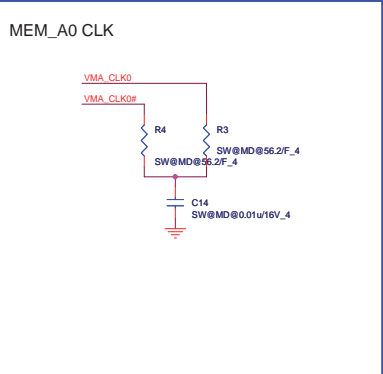 MEM_A0 CLK
VMA_CLK0
VMA_CLK0#
R4
R3
SW@MD@56.2/F_4
SW@MD@56.2/F_4
C14
SW@MD@0.01u/16V_4